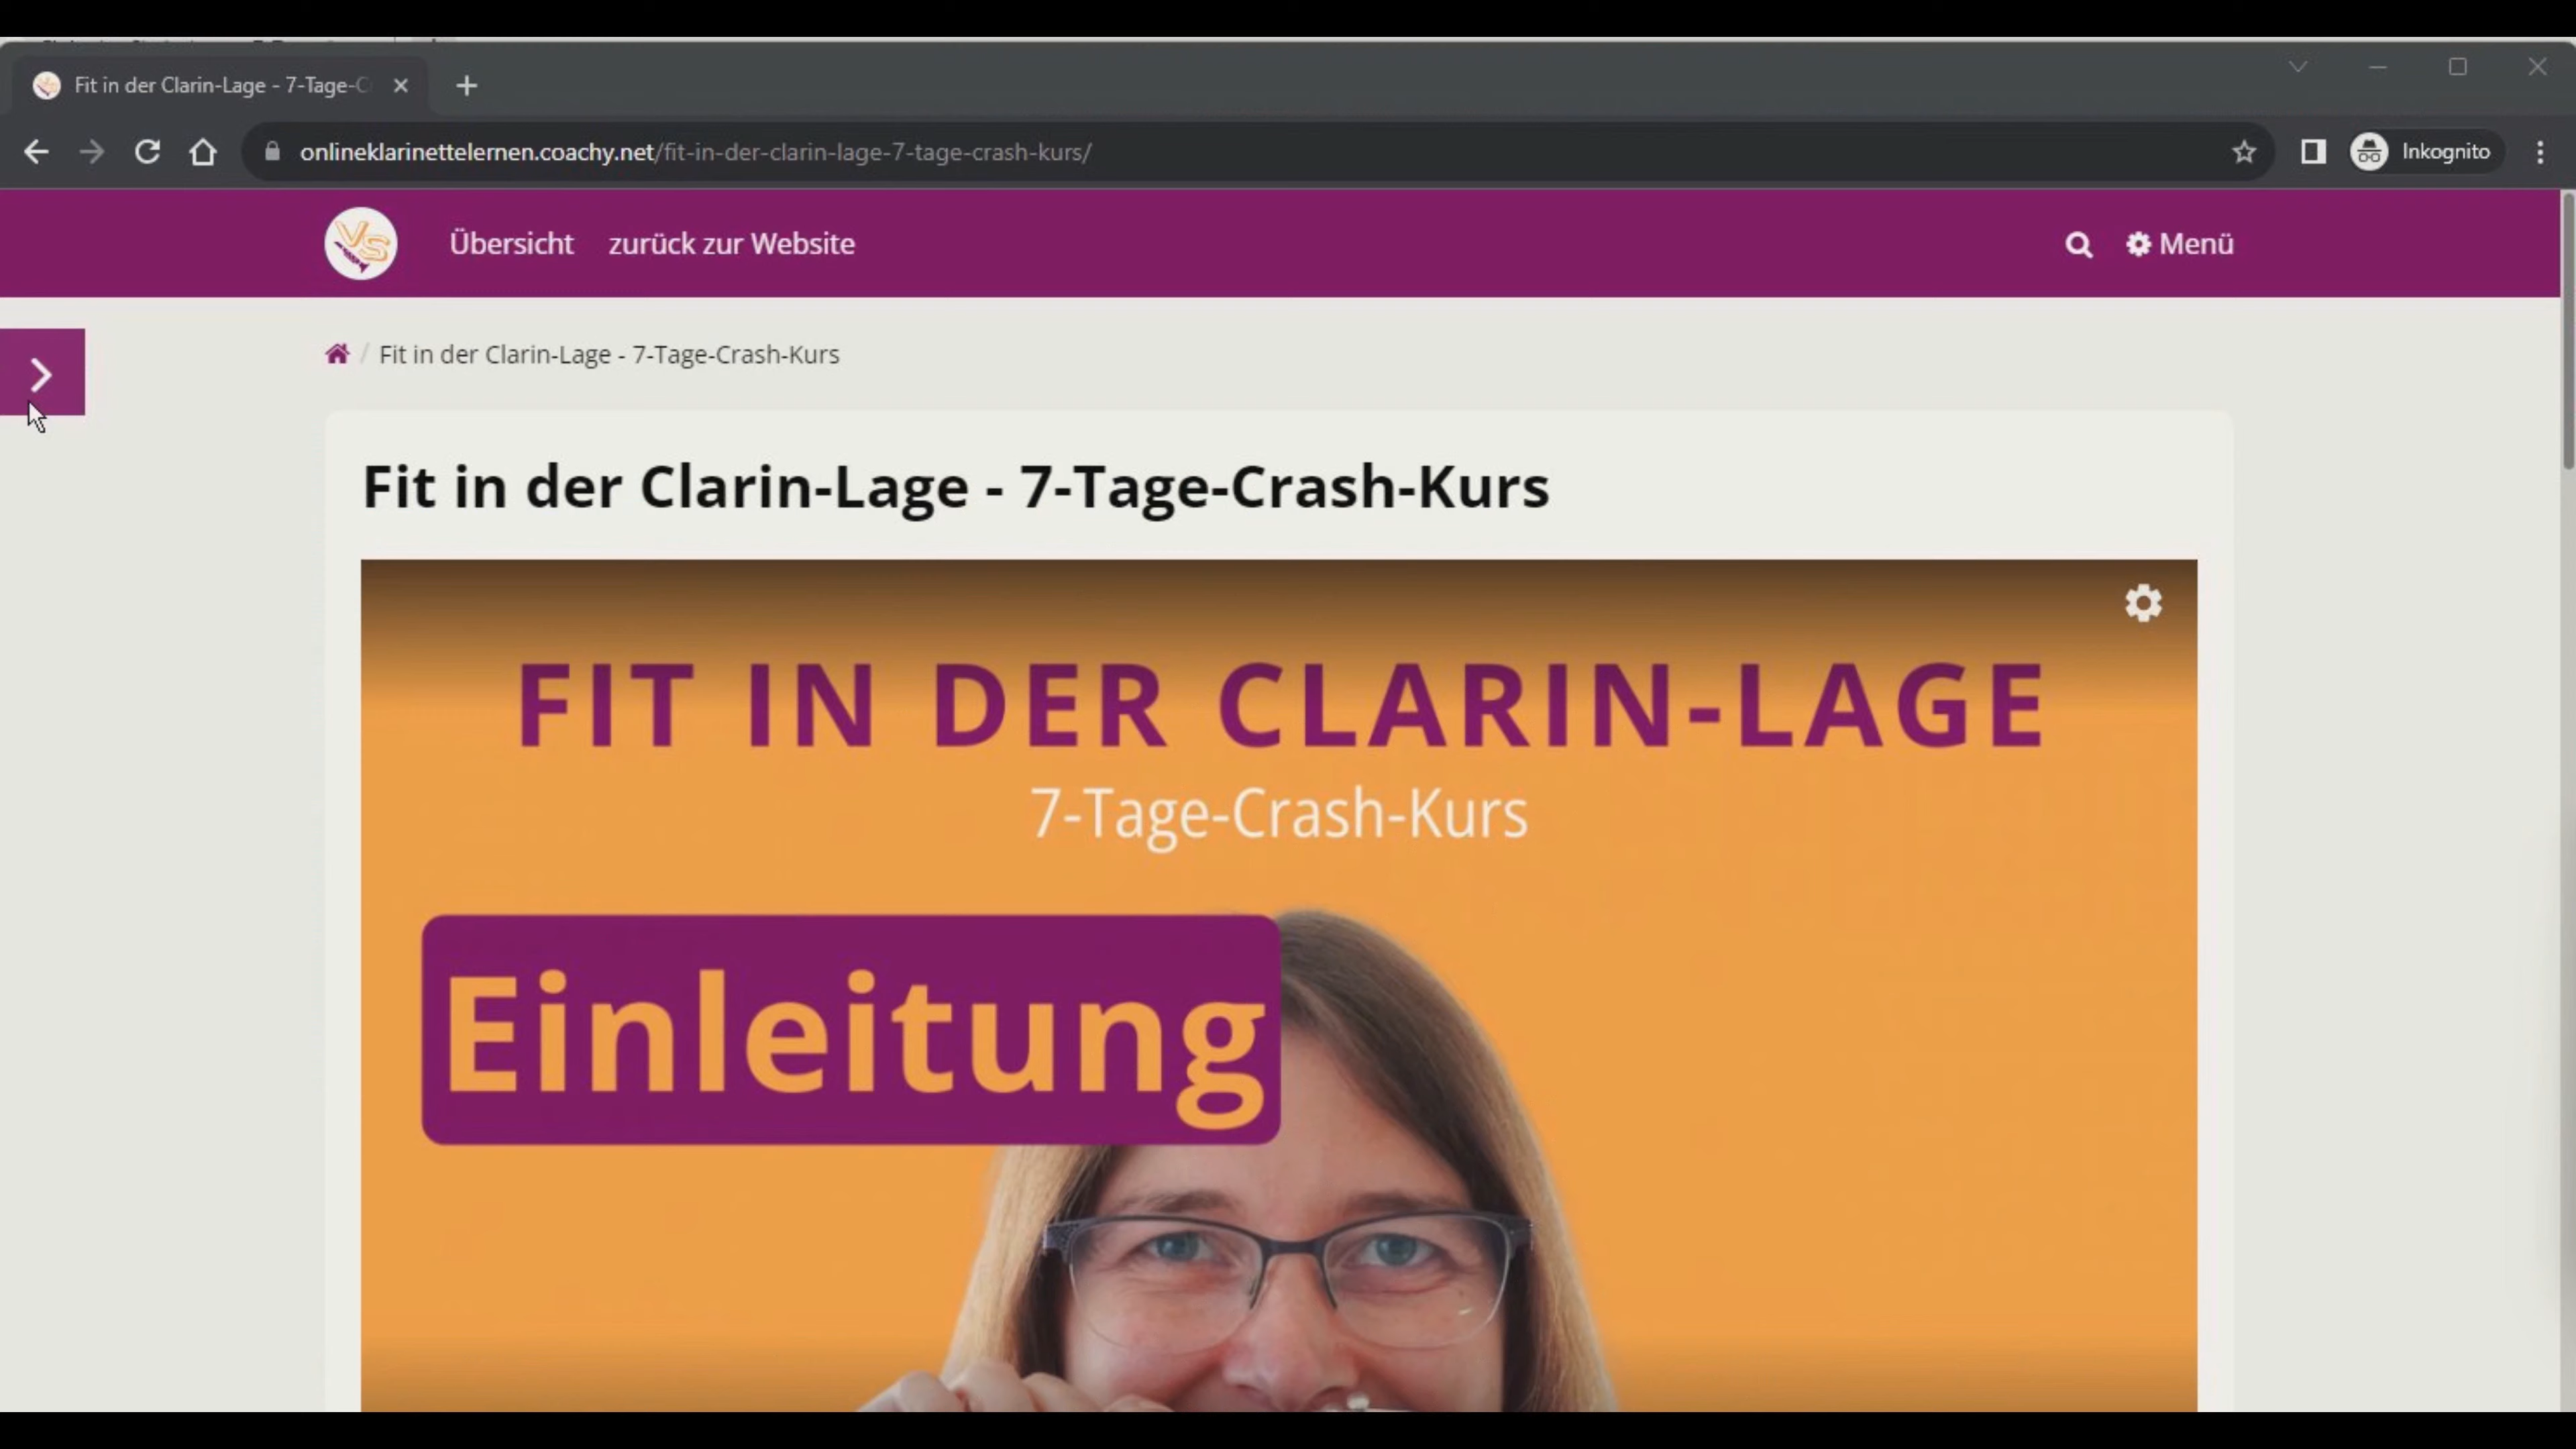 Fit in der Clarin-Lage - 7-Tage-C
onlineklarinettelernen.coachy.net/fit-in-der-clarin-lage-7-tage-crash-kurs/
Inkognito
VS
Übersicht
zurück zur Website
Menü
/ Fit in der Clarin-Lage - 7-Tage-Crash-Kurs
Fit in der Clarin-Lage - 7-Tage-Crash-Kurs
FIT IN DER CLARIN-LAGE
7-Tage-Crash-Kurs
Einleitung